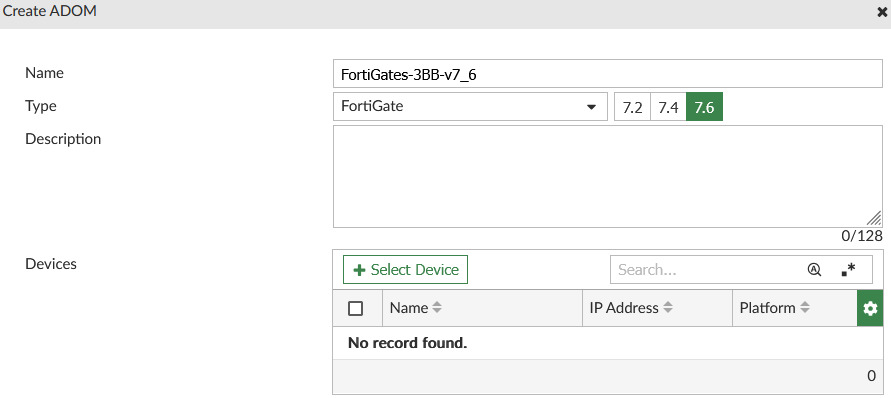 Create ADOM
Name
FortiGates-3BB-v7_6
Type
FortiGate
7.2 7.4 7.6
Description
0/128
Devices
Select Device
Search...
Name IP Address Platform
No record found.
0